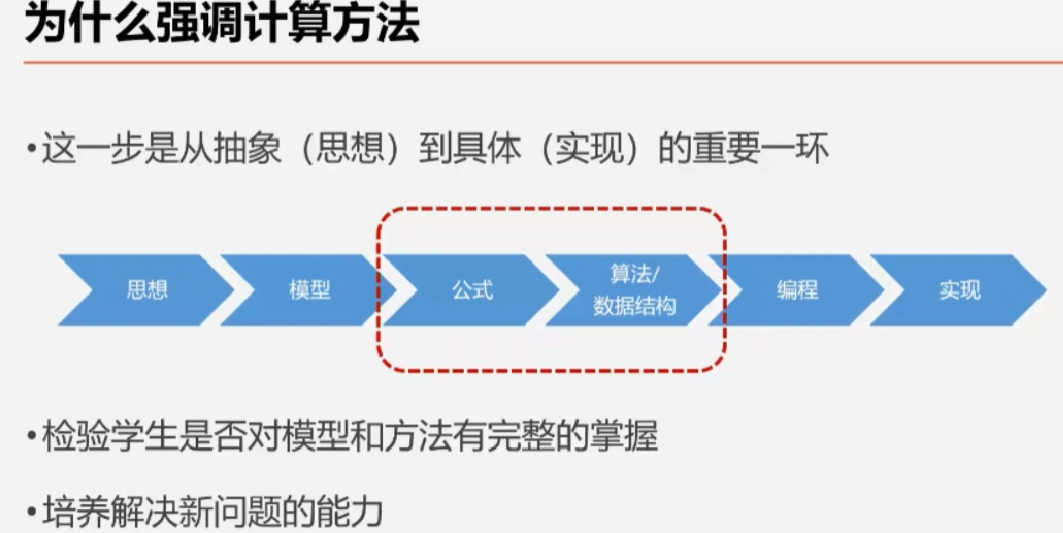 为什么强调计算方法
•这一步是从抽象（思想）到具体（实现）的重要一环
思想
模型
公式
算法/
数据结构
编程
实现
•检验学生是否对模型和方法有完整的掌握
•培养解决新问题的能力